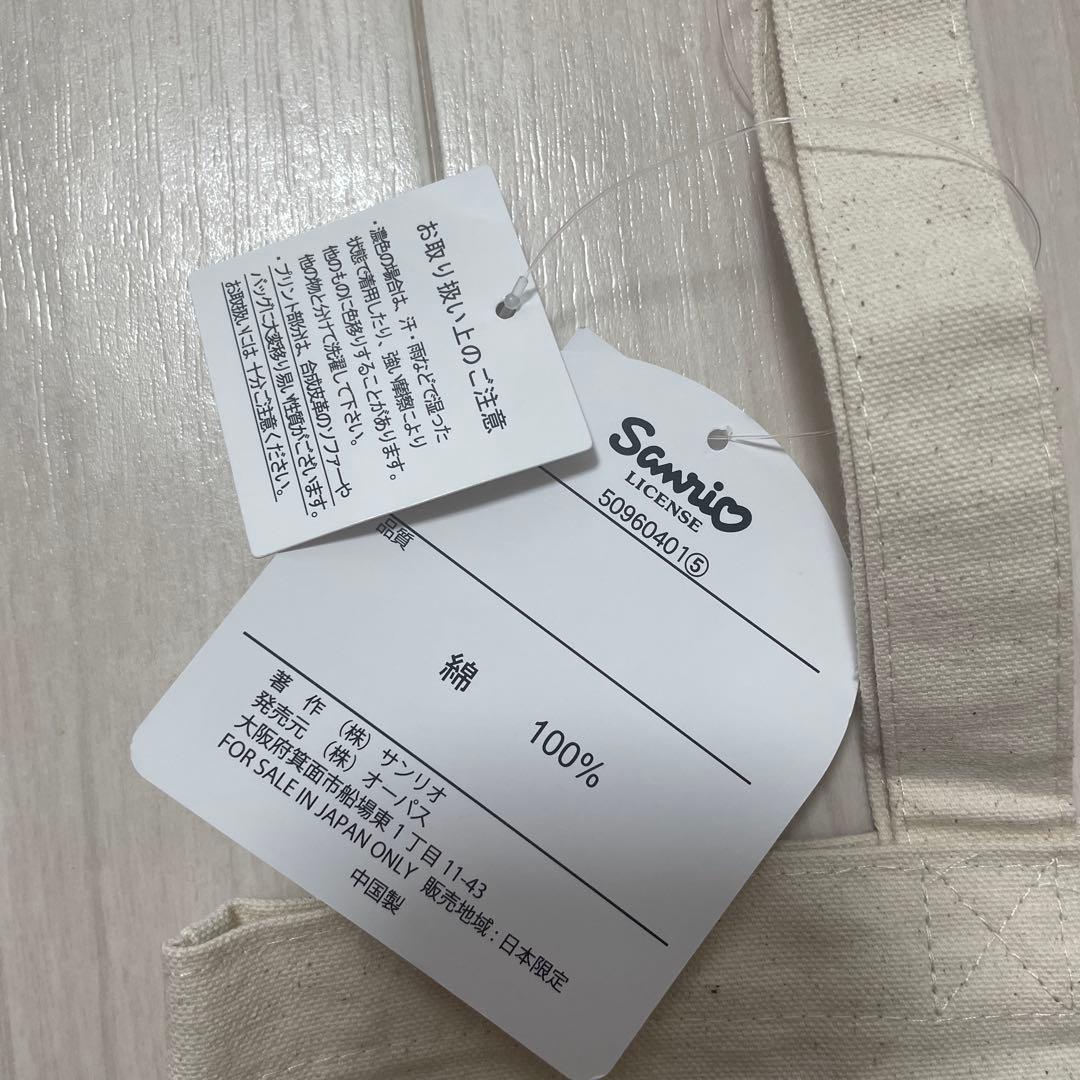 お取り扱い上のご注意
・濃色の場合は、汗・雨などで湿った
状態で着用したり、強い摩擦により
他のものに色移りすることがあります。
他の物と分けて洗濯して下さい。
・プリント部分は、合成皮革のソファーや
バッグに大変移り易い性質がございます。
お取扱いには十分ご注意ください。
Sanrio
LICENSE
50960401⑤
品質
綿 100%
著 作 (株) サンリオ
発売元 (株) オーパス
大阪府箕面市船場東1丁目11-43
FOR SALE IN JAPAN ONLY 販売地域:日本限定
中国製